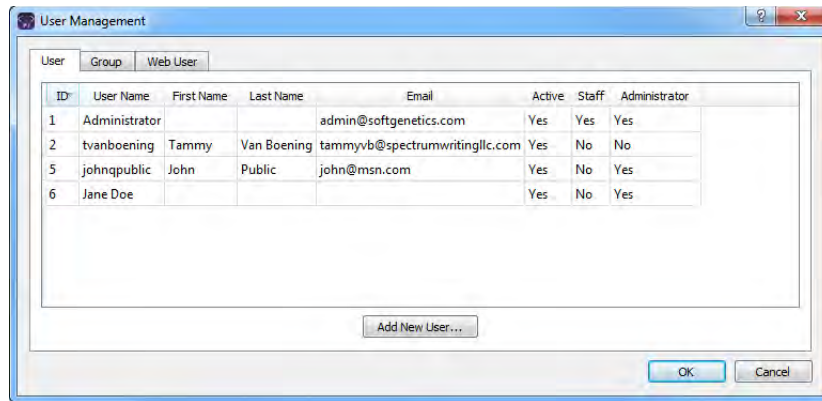 User Management
User Group Web User
ID User Name First Name Last Name Email Active Staff Administrator
1 Administrator admin@softgenetics.com Yes Yes Yes
2 tvanboening Tammy Van Boening tammyvb@spectrumwritingllc.com Yes No No
5 johnqpublic John Public john@msn.com Yes No Yes
6 Jane Doe Yes No Yes
Add New User...
OK Cancel